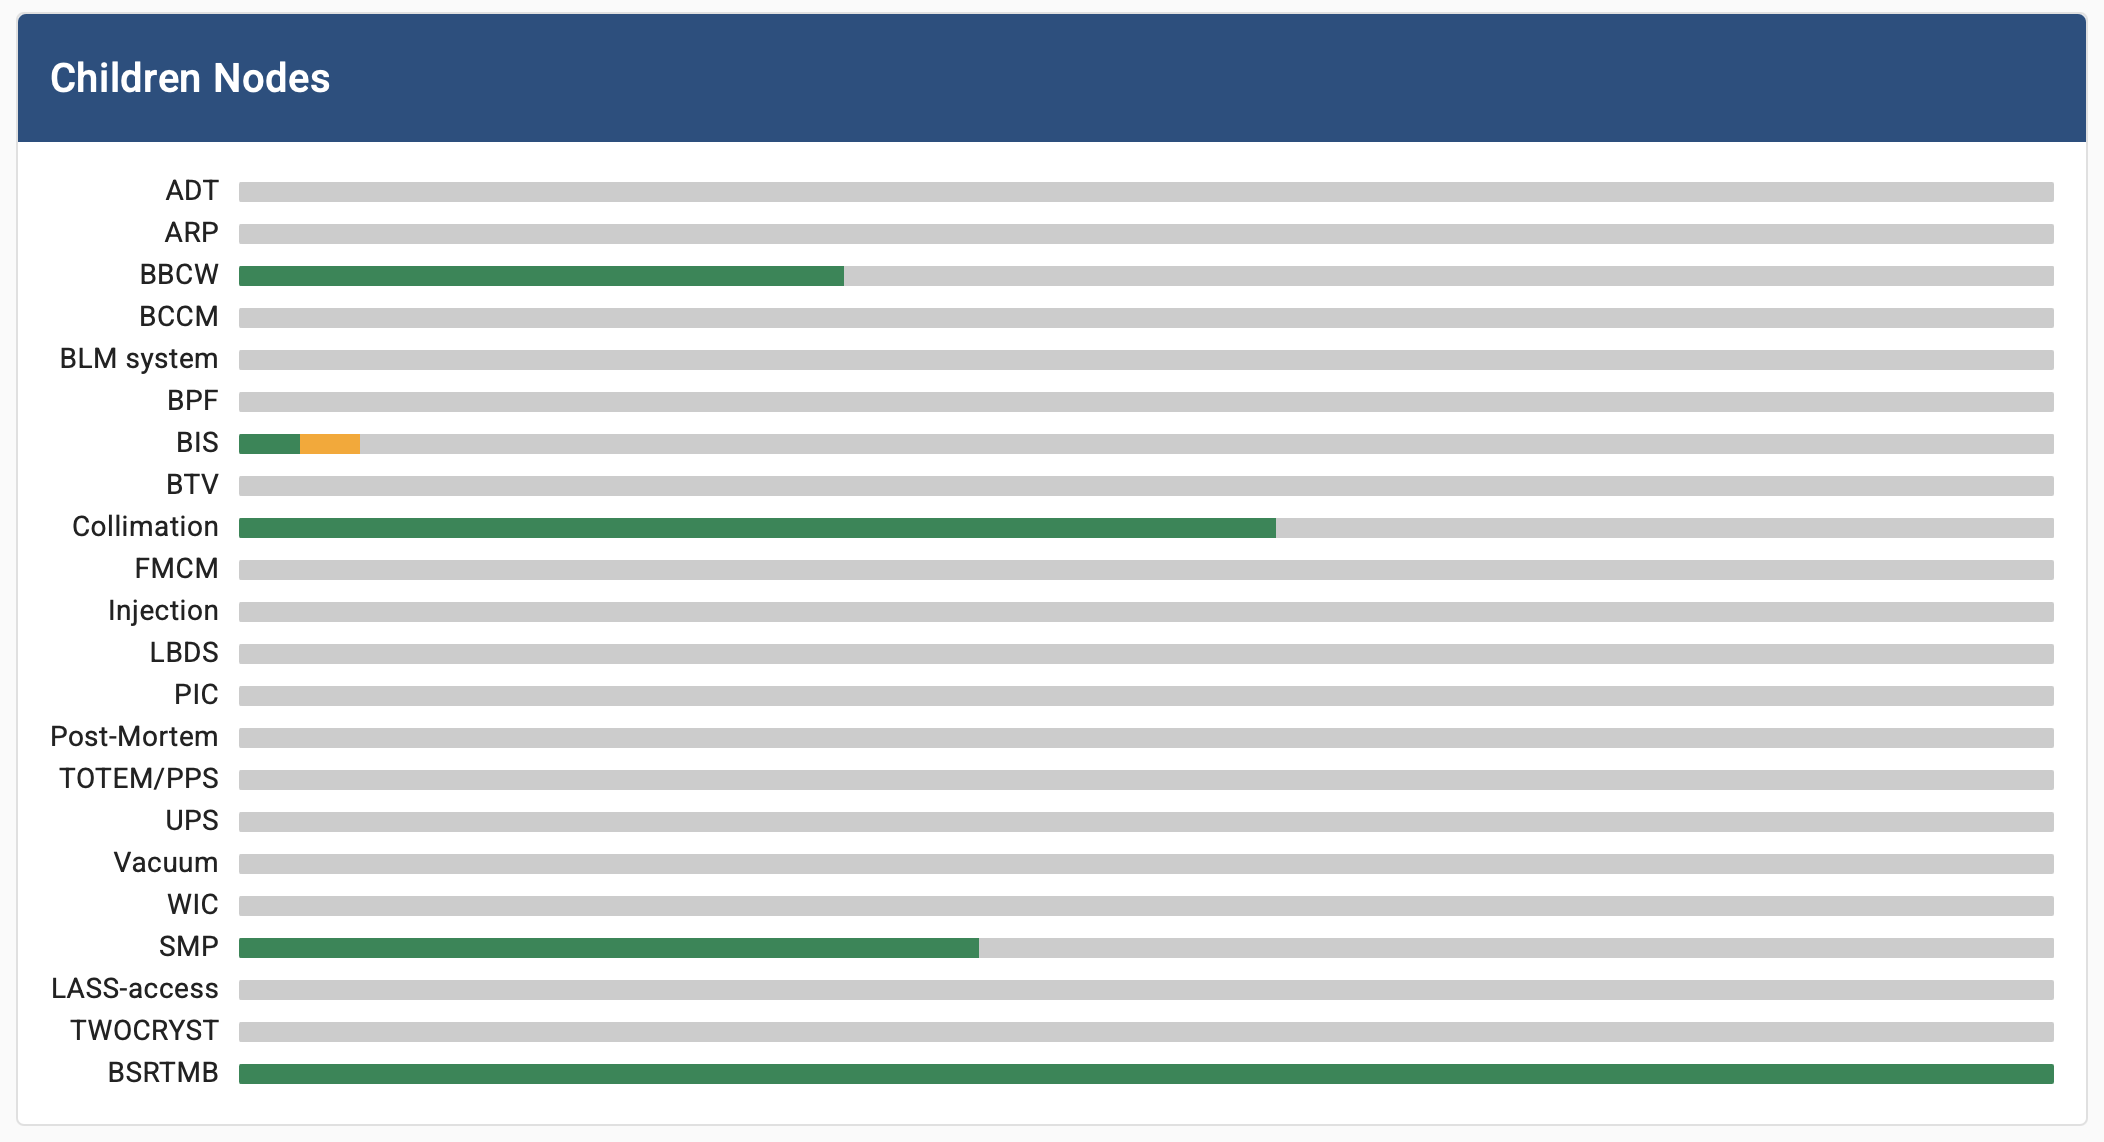 Children Nodes
ADT
ARP
BBCW
BCCM
BLM system
BPF
BIS
BTV
Collimation
FMCM
Injection
LBDS
PIC
Post-Mortem
TOTEM/PPS
UPS
Vacuum
WIC
SMP
LASS-access
TWOCRYST
BSRTMB